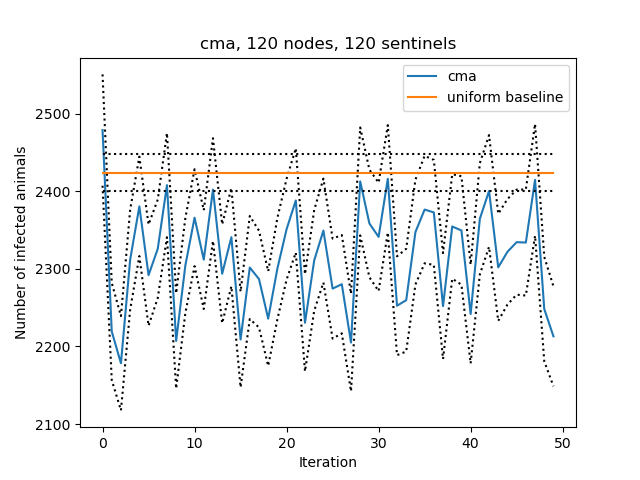 cma, 120 nodes, 120 sentinels
cma
uniform baseline
2500
2400
2300
2200
2100
Number of infected animals
0
10
20
30
40
50
Iteration